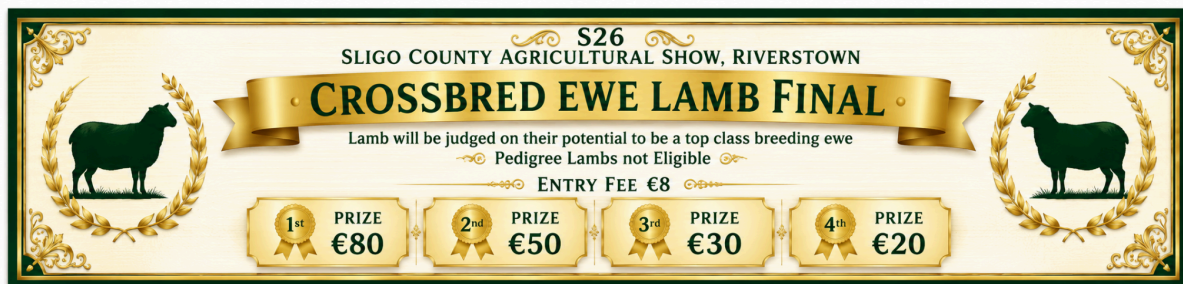 S26
SLIGO COUNTY AGRICULTURAL SHOW, RIVERSTOWN
CROSSBRED EWE LAMB FINAL
Lamb will be judged on their potential to be a top class breeding ewe
Pedigree Lambs not Eligible
ENTRY FEE €8
1st PRIZE €80
2nd PRIZE €50
3rd PRIZE €30
4th PRIZE €20